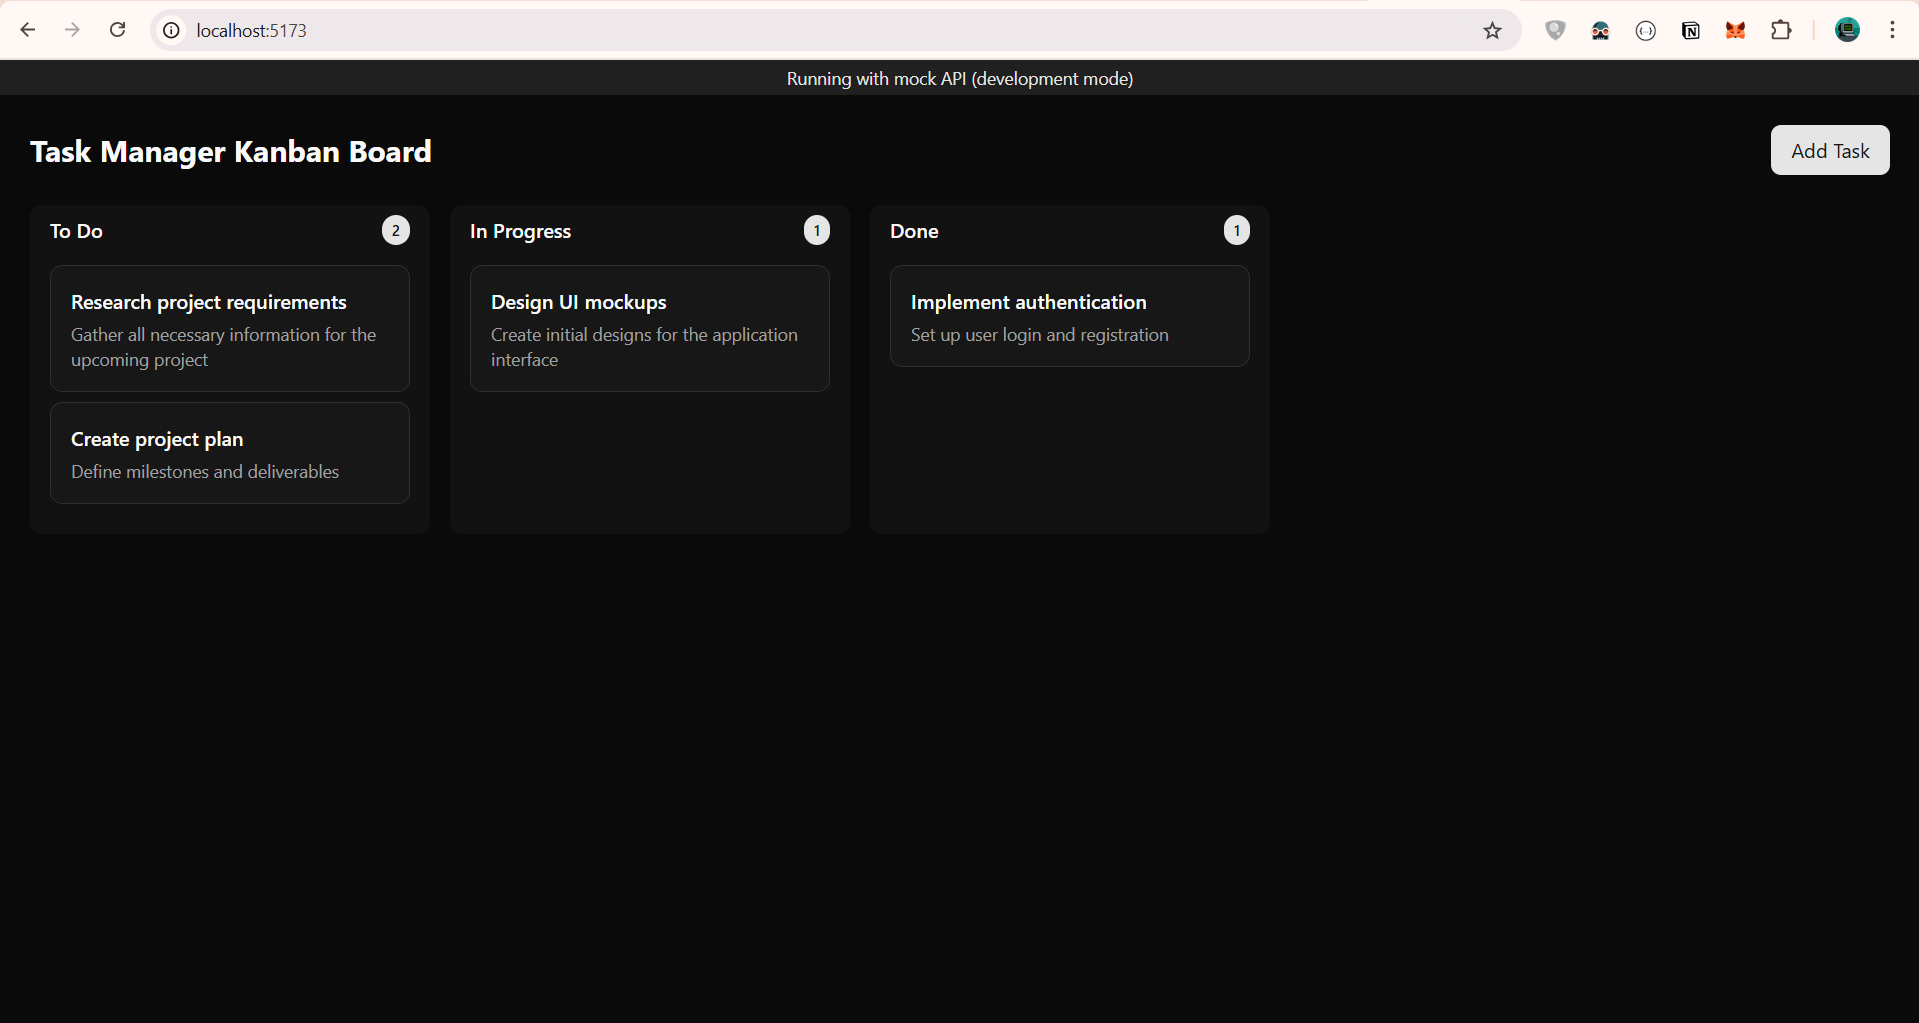 localhost:5173
Running with mock API (development mode)
Task Manager Kanban Board
Add Task
To Do
2
Research project requirements
Gather all necessary information for the
upcoming project
Create project plan
Define milestones and deliverables
In Progress
1
Design UI mockups
Create initial designs for the application
interface
Done
1
Implement authentication
Set up user login and registration